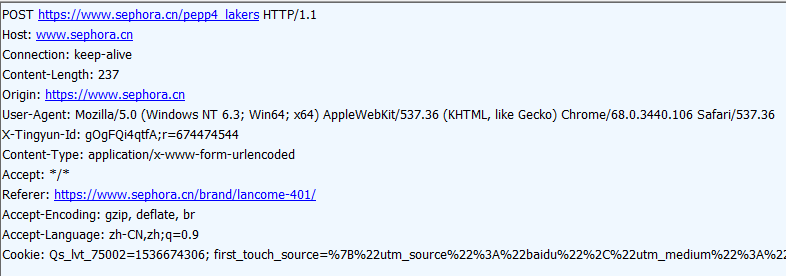 POST https://www.sephora.cn/pepp4_lakers HTTP/1.1
Host: www.sephora.cn
Connection: keep-alive
Content-Length: 237
Origin: https://www.sephora.cn
User-Agent: Mozilla/5.0 (Windows NT 6.3; Win64; x64) AppleWebKit/537.36 (KHTML, like Gecko) Chrome/68.0.3440.106 Safari/537.36
X-Tingyun-Id: gOgFQi4qtfA;r=674474544
Content-Type: application/x-www-form-urlencoded
Accept: */*
Referer: https://www.sephora.cn/brand/lancome-401/
Accept-Encoding: gzip, deflate, br
Accept-Language: zh-CN,zh;q=0.9
Cookie: Qs_lvt_75002=1536674306; first_touch_source=%7B%22utm_source%22%3A%22baidu%22%2C%22utm_medium%22%3A%22